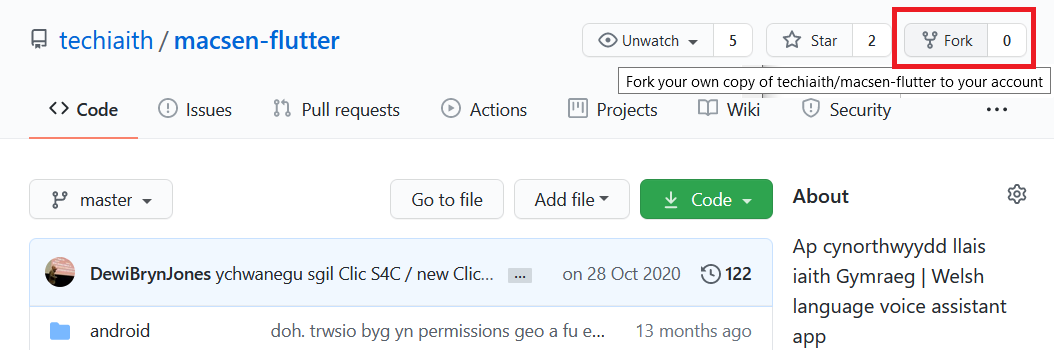 techiaith / macsen-flutter
Unwatch 5 Star 2 Fork 0
Fork your own copy of techiaith/macsen-flutter to your account
Code Issues Pull requests Actions Projects Wiki Security ...
master Go to file Add file Code
About
DewiBrynJones ychwanegu sgil Clic S4C / new Clic... ... on 28 Oct 2020 122
Ap cynorthwyydd llais
iaith Gymraeg | Welsh
language voice assistant
app
android doh. trwsio byg yn permissions geo a fu e... 13 months ago